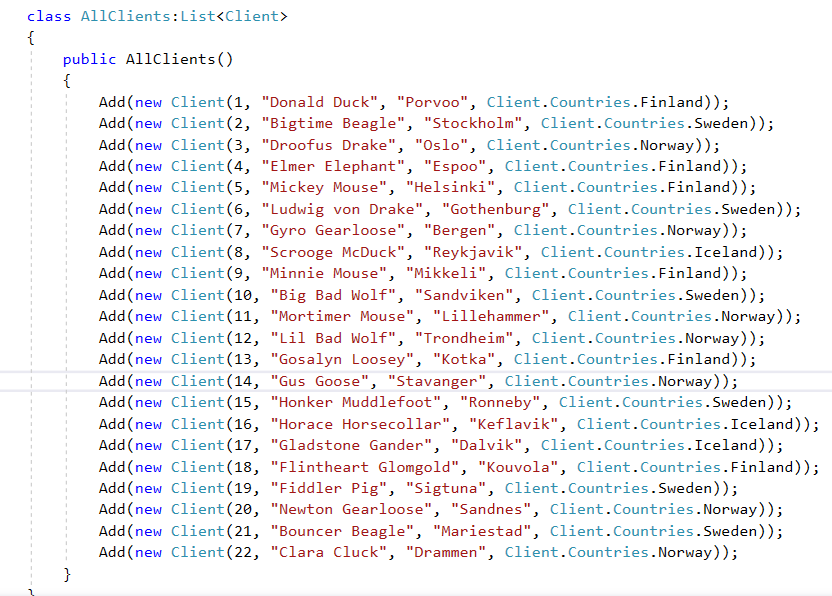 class AllClients:List<Client>
{
public AllClients()
{
Add(new Client(1, "Donald Duck", "Porvoo", Client.Countries.Finland));
Add(new Client(2, "Bigtime Beagle", "Stockholm", Client.Countries.Sweden));
Add(new Client(3, "Droofus Drake", "Oslo", Client.Countries.Norway));
Add(new Client(4, "Elmer Elephant", "Espoo", Client.Countries.Finland));
Add(new Client(5, "Mickey Mouse", "Helsinki", Client.Countries.Finland));
Add(new Client(6, "Ludwig von Drake", "Gothenburg", Client.Countries.Sweden));
Add(new Client(7, "Gyro Gearloose", "Bergen", Client.Countries.Norway));
Add(new Client(8, "Scrooge McDuck", "Reykjavik", Client.Countries.Iceland));
Add(new Client(9, "Minnie Mouse", "Mikkeli", Client.Countries.Finland));
Add(new Client(10, "Big Bad Wolf", "Sandviken", Client.Countries.Sweden));
Add(new Client(11, "Mortimer Mouse", "Lillehammer", Client.Countries.Norway));
Add(new Client(12, "Lil Bad Wolf", "Trondheim", Client.Countries.Norway));
Add(new Client(13, "Gosalyn Loosey", "Kotka", Client.Countries.Finland));
Add(new Client(14, "Gus Goose", "Stavanger", Client.Countries.Norway));
Add(new Client(15, "Honker Muddlefoot", "Ronneby", Client.Countries.Sweden));
Add(new Client(16, "Horace Horsecollar", "Keflavik", Client.Countries.Iceland));
Add(new Client(17, "Gladstone Gander", "Dalvik", Client.Countries.Iceland));
Add(new Client(18, "Flintheart Glomgold", "Kouvola", Client.Countries.Finland));
Add(new Client(19, "Fiddler Pig", "Sigtuna", Client.Countries.Sweden));
Add(new Client(20, "Newton Gearloose", "Sandnes", Client.Countries.Norway));
Add(new Client(21, "Bouncer Beagle", "Mariestad", Client.Countries.Sweden));
Add(new Client(22, "Clara Cluck", "Drammen", Client.Countries.Norway));
}
}